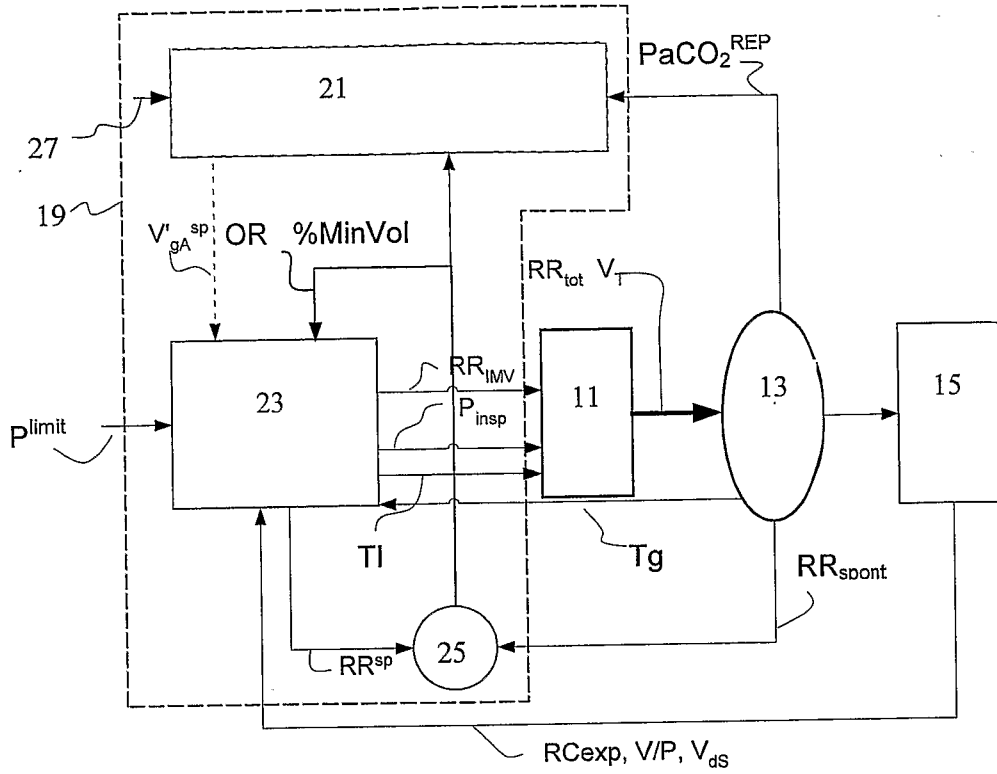 PaCO₂ᴿᴱᴾ
21
27
19
V'gAˢᵖ OR %MinVol
RRtot VT
RRIMV
23
11
13
15
Pinsp
Plimit
TI
Tg
RRspont
25
RRˢᵖ
RCexp, V/P, VdS